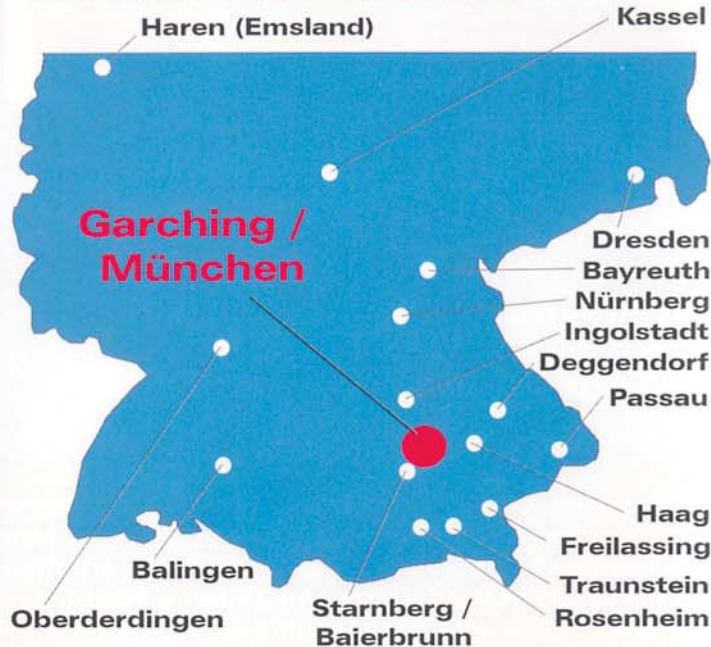 Haren (Emsland)
Kassel
Garching /
München
Dresden
Bayreuth
Nürnberg
Ingolstadt
Deggendorf
Passau
Haag
Freilassing
Balingen
Traunstein
Oberderdingen
Starnberg /
Baierbrunn
Rosenheim